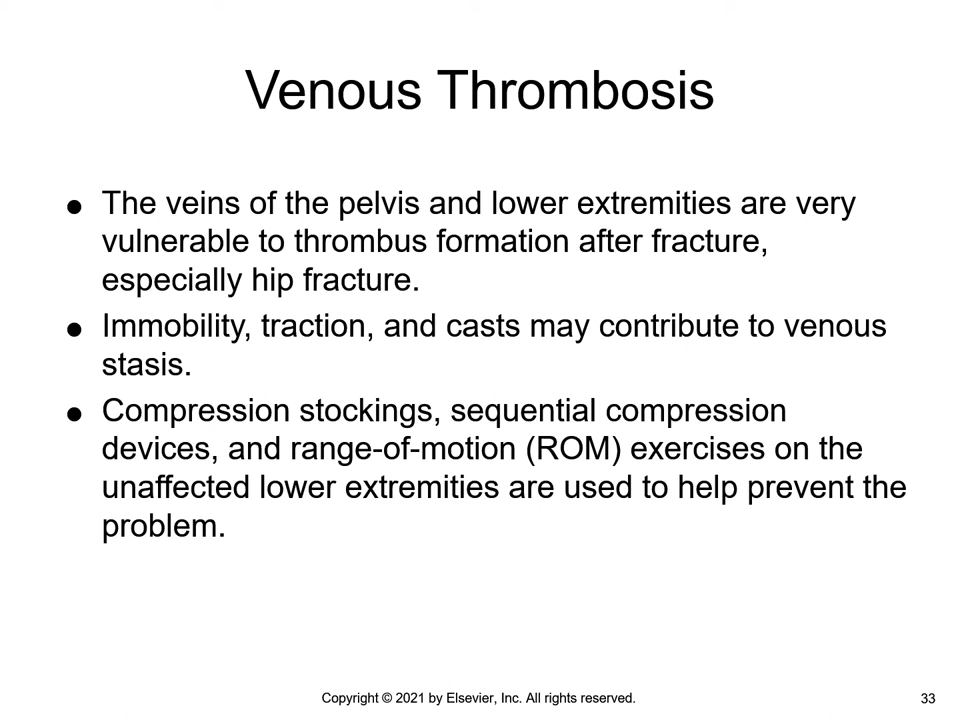 Venous Thrombosis
● The veins of the pelvis and lower extremities are very
vulnerable to thrombus formation after fracture,
especially hip fracture.
● Immobility, traction, and casts may contribute to venous
stasis.
● Compression stockings, sequential compression
devices, and range-of-motion (ROM) exercises on the
unaffected lower extremities are used to help prevent the
problem.
Copyright © 2021 by Elsevier, Inc. All rights reserved.
33